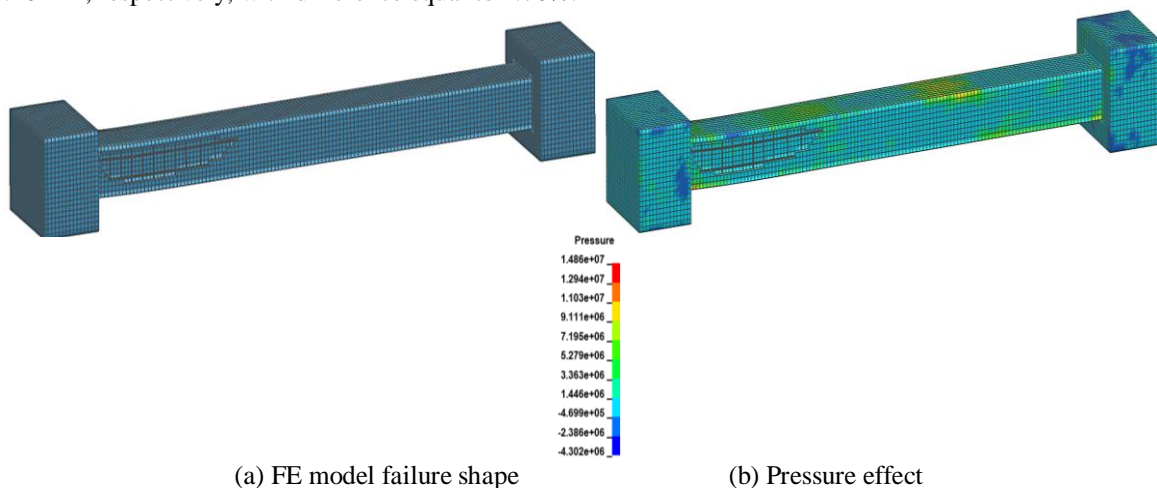 respectively,
Pressure
1.486e+07
1.294e+07
1.103e+07
9.111e+06
7.195e+06
5.279e+06
3.363e+06
1.446e+06
-4.699e+05
-2.386e+06
-4.302e+06
(a) FE model failure shape (b) Pressure effect